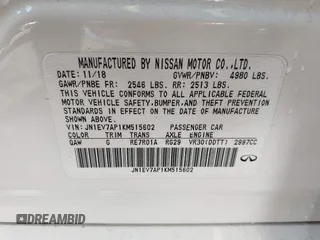 MANUFACTURED BY NISSAN MOTOR CO.,LTD.
DATE: 11/18 GVWR/PNBV: 4980 LBS.
GAWR/PNBE FR: 2546 LBS. RR: 2513 LBS.
THIS VEHICLE CONFORMS TO ALL APPLICABLE
FEDERAL MOTOR VEHICLE SAFETY, BUMPER, AND THEFT
PREVENTION STANDARDS IN EFFECT ON THE DATE OF
MANUFACTURE SHOWN ABOVE.
VIN: JN1EV7AP1KM515602 PASSENGER CAR
COLOR TRIM TRANS AXLE ENGINE
QAW G RE7R01A RG29 VR30(DDTT) 2997CC
JN1EV7AP1KM515602
INFINITI
DREAMBID